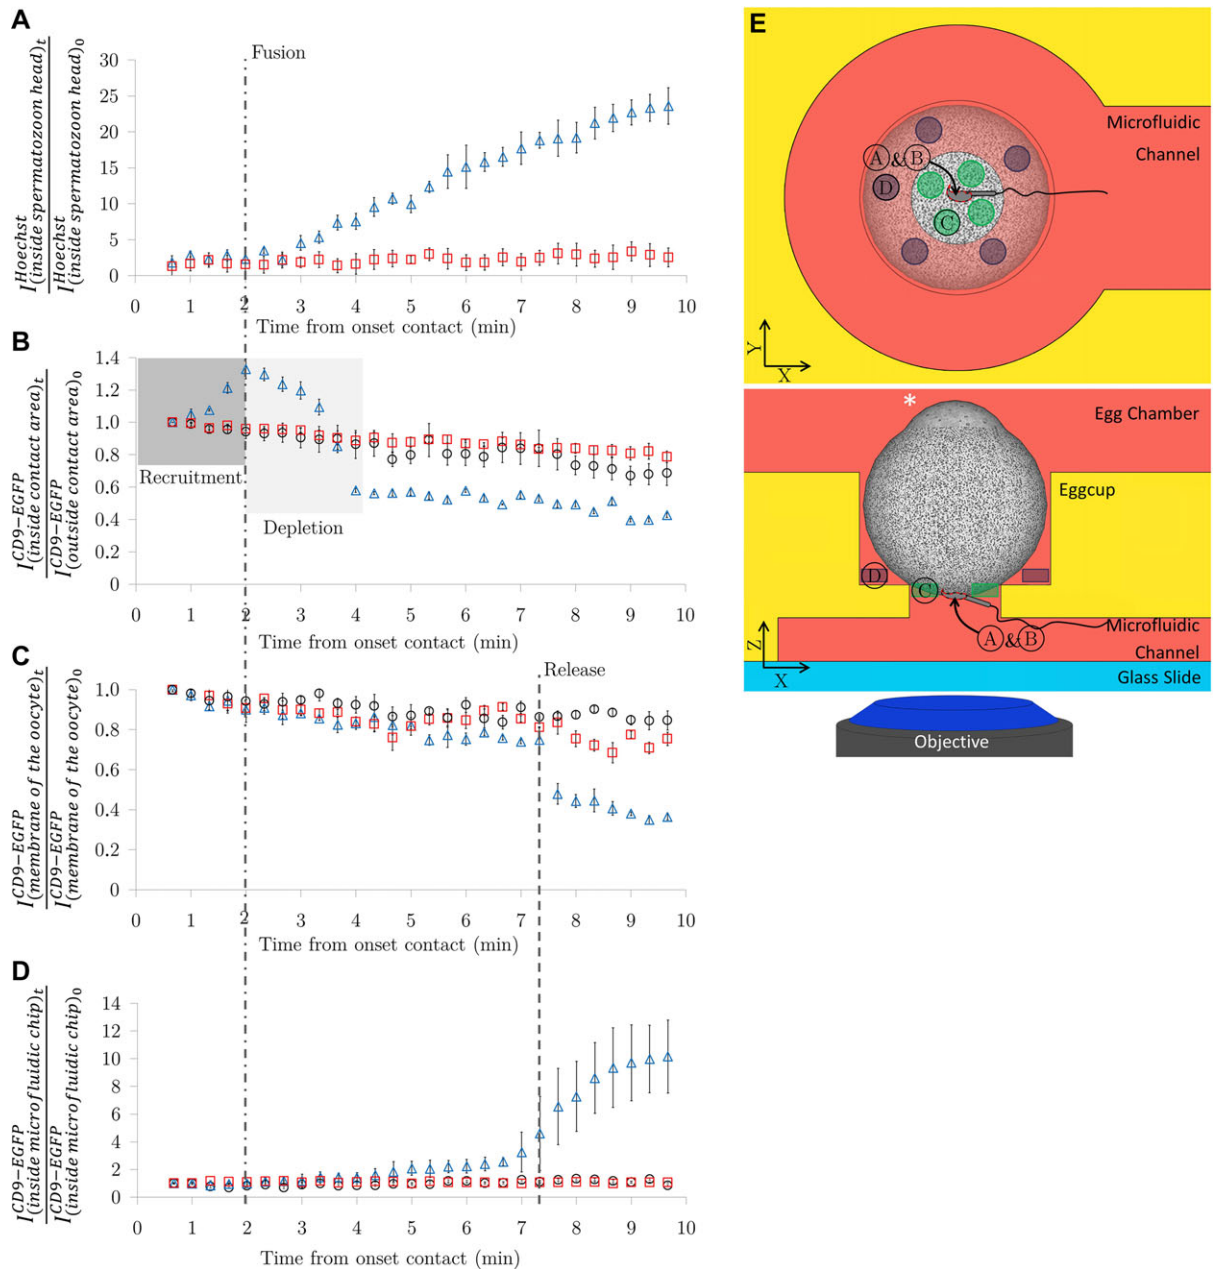 A
I^{Hoechst}_{(inside spermatozoon head)_t}
I^{Hoechst}_{(inside spermatozoon head)_0}
30
25
20
15
10
5
0
Fusion
0 1 2 3 4 5 6 7 8 9 10
Time from onset contact (min)
B
I^{CD9−EGFP}_{(inside contact area)_t}
I^{CD9−EGFP}_{(outside contact area)_0}
1.4
1.2
1.0
0.8
0.6
0.4
0.2
0
Recruitment
Depletion
0 1 2 3 4 5 6 7 8 9 10
Time from onset contact (min)
C
I^{CD9−EGFP}_{(membrane of the oocyte)_t}
I^{CD9−EGFP}_{(membrane of the oocyte)_0}
1.0
0.8
0.6
0.4
0.2
0
Release
0 1 2 3 4 5 6 7 8 9 10
Time from onset contact (min)
D
I^{CD9−EGFP}_{(inside microfluidic chip)_t}
I^{CD9−EGFP}_{(inside microfluidic chip)_0}
14
12
10
8
6
4
2
0
0 1 2 3 4 5 6 7 8 9 10
Time from onset contact (min)
E
Microfluidic
Channel
A & B
D
C
Y
X
*
Egg Chamber
Eggcup
D
C
A & B
Microfluidic
Channel
Z
X
Glass Slide
Objective